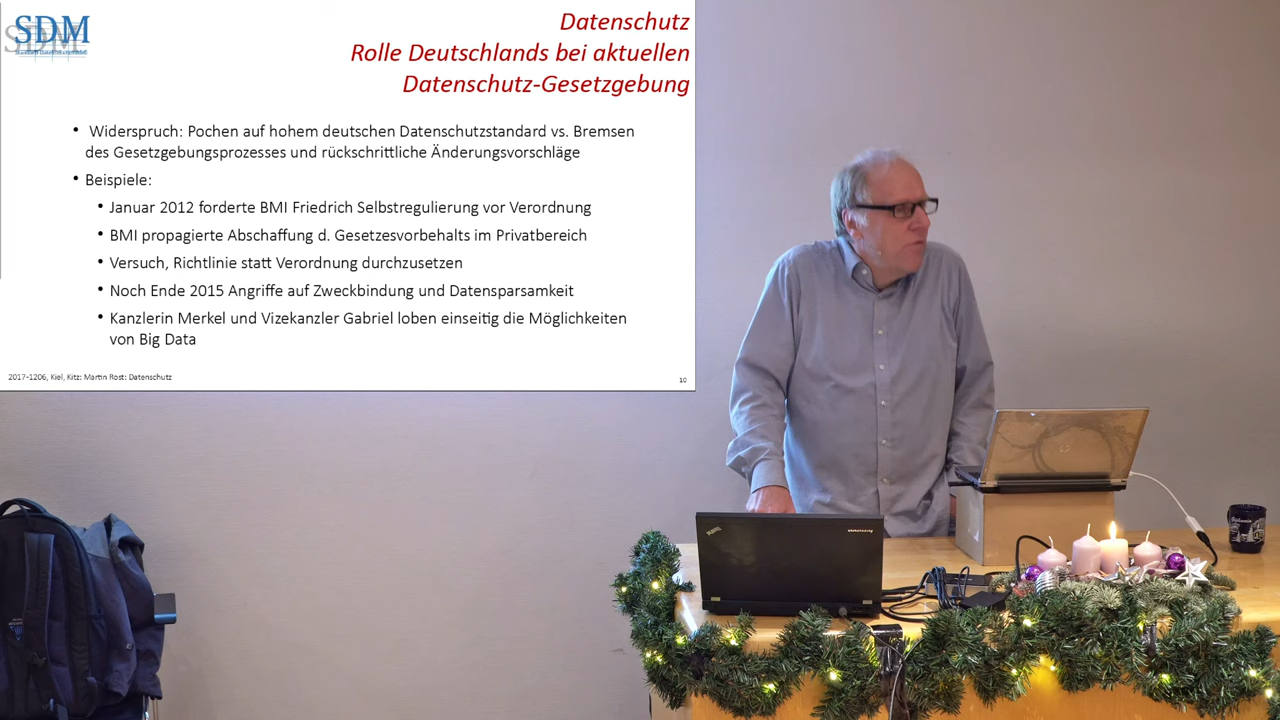 SDM
Datenschutz
Rolle Deutschlands bei aktuellen
Datenschutz-Gesetzgebung
• Widerspruch: Pochen auf hohem deutschen Datenschutzstandard vs. Bremsen
des Gesetzgebungsprozesses und rückschrittliche Änderungsvorschläge
• Beispiele:
• Januar 2012 forderte BMI Friedrich Selbstregulierung vor Verordnung
• BMI propagierte Abschaffung d. Gesetzesvorbehalts im Privatbereich
• Versuch, Richtlinie statt Verordnung durchzusetzen
• Noch Ende 2015 Angriffe auf Zweckbindung und Datensparsamkeit
• Kanzlerin Merkel und Vizekanzler Gabriel loben einseitig die Möglichkeiten
von Big Data
2017-1206, Kiel, Kitz: Martin Rost: Datenschutz
10
hp
ThinkPad
lenovo